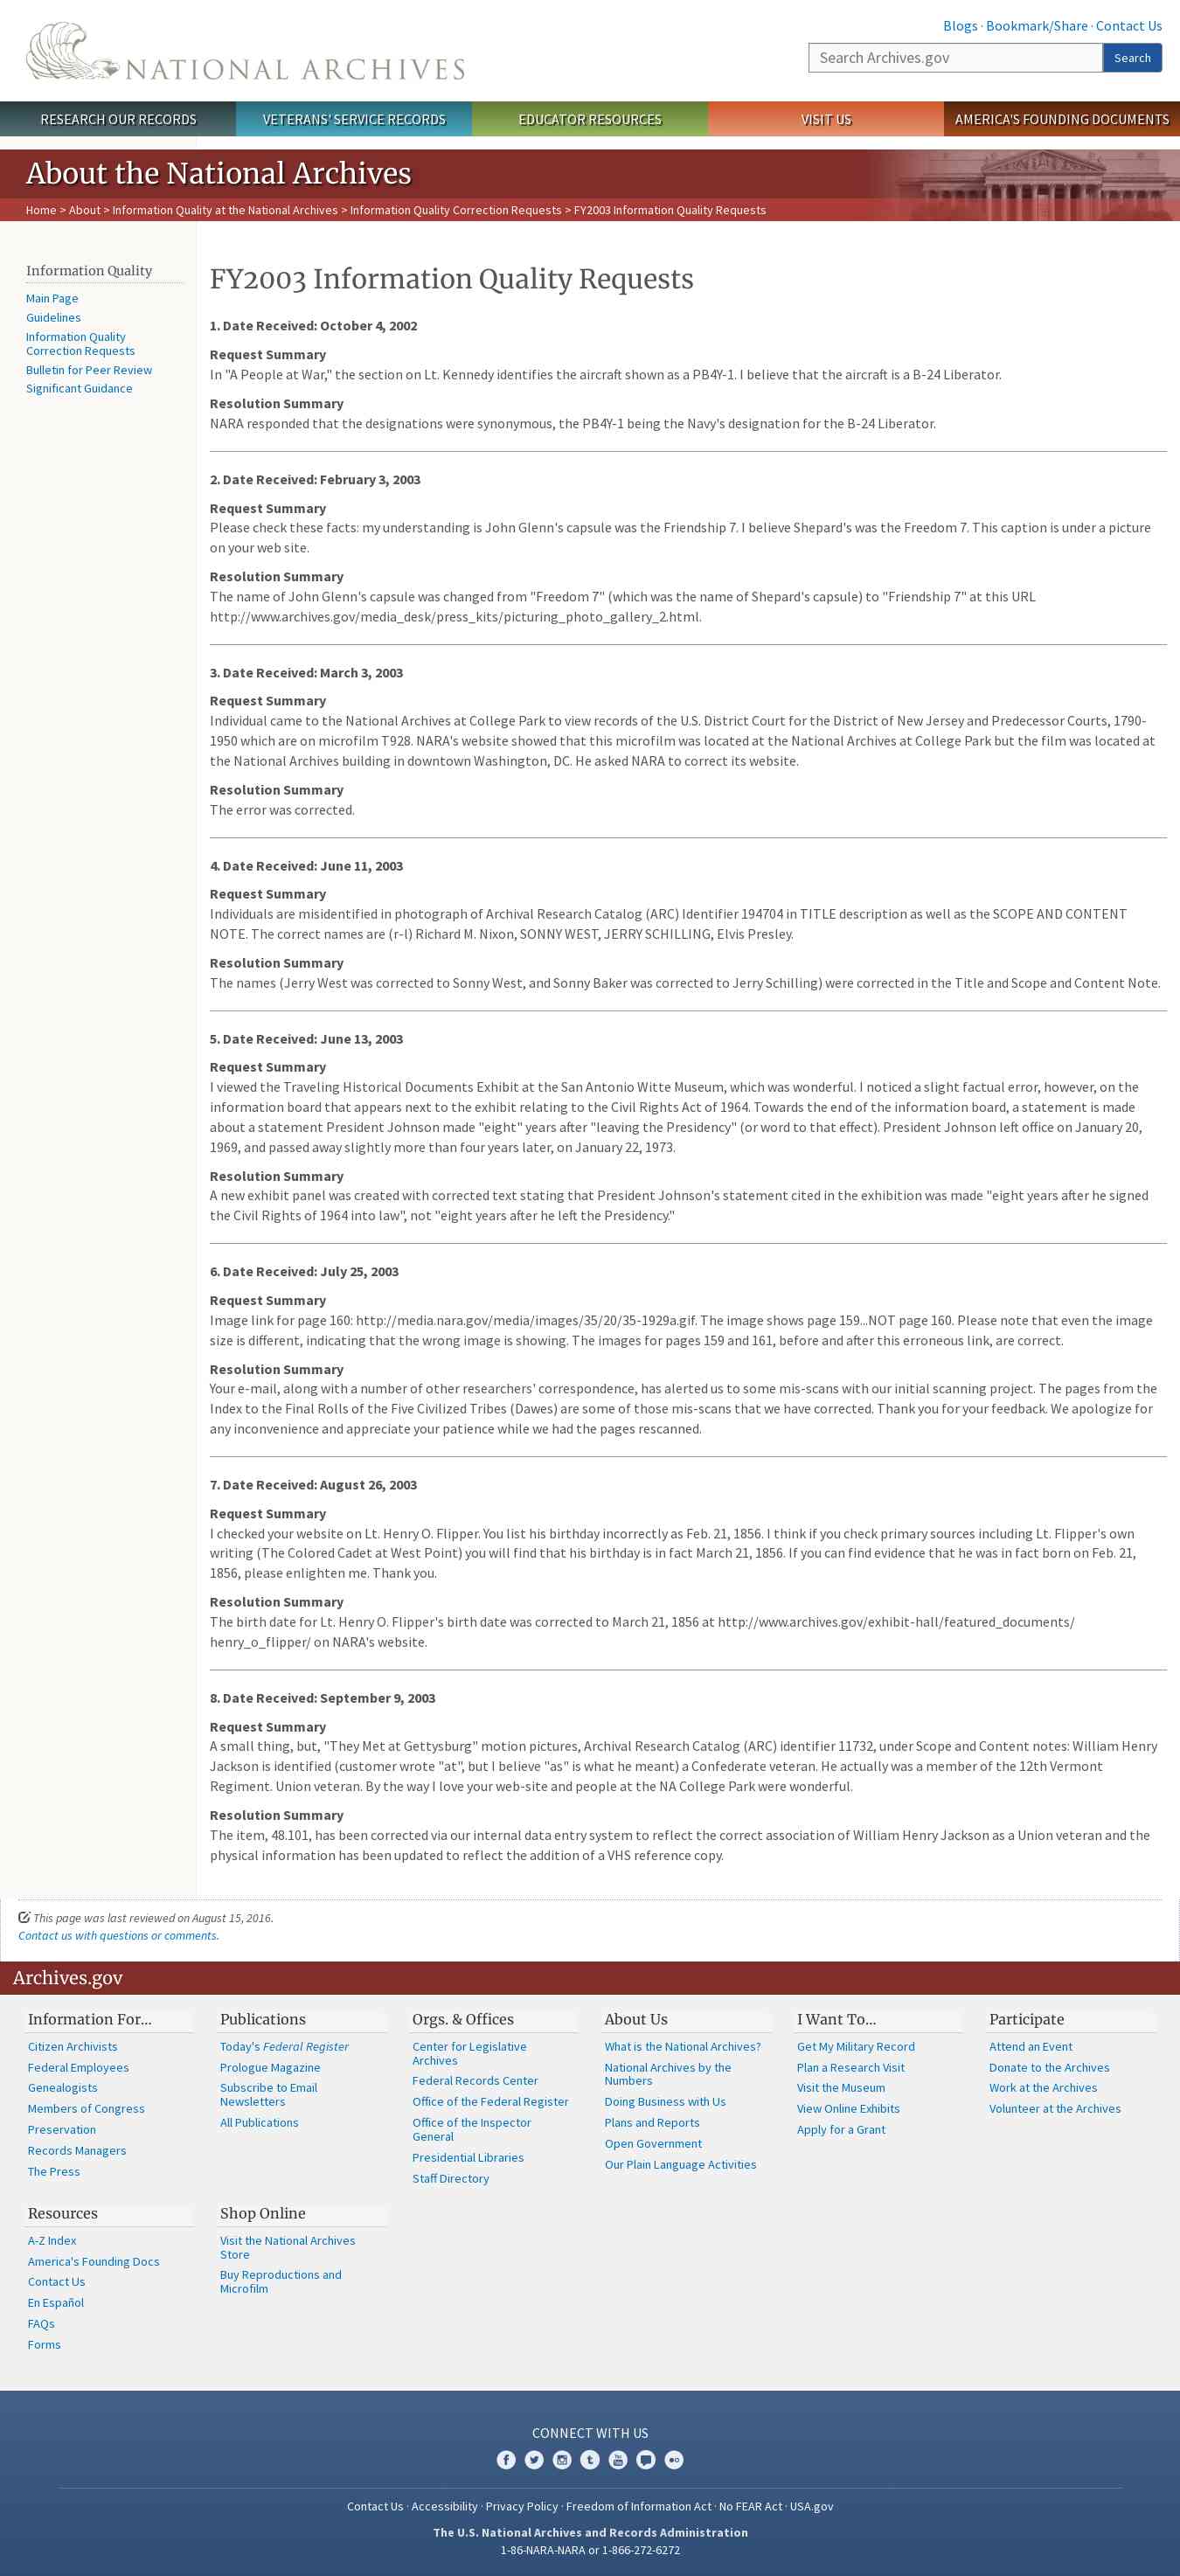 Blogs · Bookmark/Share · Contact Us
NATIONAL ARCHIVES
Search Archives.gov
Search
RESEARCH OUR RECORDS
VETERANS' SERVICE RECORDS
EDUCATOR RESOURCES
VISIT US
AMERICA'S FOUNDING DOCUMENTS
About the National Archives
Home > About > Information Quality at the National Archives > Information Quality Correction Requests > FY2003 Information Quality Requests
Information Quality
Main Page
Guidelines
Information Quality
Correction Requests
Bulletin for Peer Review
Significant Guidance
FY2003 Information Quality Requests
1. Date Received: October 4, 2002
Request Summary
In "A People at War," the section on Lt. Kennedy identifies the aircraft shown as a PB4Y-1. I believe that the aircraft is a B-24 Liberator.
Resolution Summary
NARA responded that the designations were synonymous, the PB4Y-1 being the Navy's designation for the B-24 Liberator.
2. Date Received: February 3, 2003
Request Summary
Please check these facts: my understanding is John Glenn's capsule was the Friendship 7. I believe Shepard's was the Freedom 7. This caption is under a picture
on your web site.
Resolution Summary
The name of John Glenn's capsule was changed from "Freedom 7" (which was the name of Shepard's capsule) to "Friendship 7" at this URL
http://www.archives.gov/media_desk/press_kits/picturing_photo_gallery_2.html.
3. Date Received: March 3, 2003
Request Summary
Individual came to the National Archives at College Park to view records of the U.S. District Court for the District of New Jersey and Predecessor Courts, 1790-
1950 which are on microfilm T928. NARA's website showed that this microfilm was located at the National Archives at College Park but the film was located at
the National Archives building in downtown Washington, DC. He asked NARA to correct its website.
Resolution Summary
The error was corrected.
4. Date Received: June 11, 2003
Request Summary
Individuals are misidentified in photograph of Archival Research Catalog (ARC) Identifier 194704 in TITLE description as well as the SCOPE AND CONTENT
NOTE. The correct names are (r-l) Richard M. Nixon, SONNY WEST, JERRY SCHILLING, Elvis Presley.
Resolution Summary
The names (Jerry West was corrected to Sonny West, and Sonny Baker was corrected to Jerry Schilling) were corrected in the Title and Scope and Content Note.
5. Date Received: June 13, 2003
Request Summary
I viewed the Traveling Historical Documents Exhibit at the San Antonio Witte Museum, which was wonderful. I noticed a slight factual error, however, on the
information board that appears next to the exhibit relating to the Civil Rights Act of 1964. Towards the end of the information board, a statement is made
about a statement President Johnson made "eight" years after "leaving the Presidency" (or word to that effect). President Johnson left office on January 20,
1969, and passed away slightly more than four years later, on January 22, 1973.
Resolution Summary
A new exhibit panel was created with corrected text stating that President Johnson's statement cited in the exhibition was made "eight years after he signed
the Civil Rights of 1964 into law", not "eight years after he left the Presidency."
6. Date Received: July 25, 2003
Request Summary
Image link for page 160: http://media.nara.gov/media/images/35/20/35-1929a.gif. The image shows page 159...NOT page 160. Please note that even the image
size is different, indicating that the wrong image is showing. The images for pages 159 and 161, before and after this erroneous link, are correct.
Resolution Summary
Your e-mail, along with a number of other researchers' correspondence, has alerted us to some mis-scans with our initial scanning project. The pages from the
Index to the Final Rolls of the Five Civilized Tribes (Dawes) are some of those mis-scans that we have corrected. Thank you for your feedback. We apologize for
any inconvenience and appreciate your patience while we had the pages rescanned.
7. Date Received: August 26, 2003
Request Summary
I checked your website on Lt. Henry O. Flipper. You list his birthday incorrectly as Feb. 21, 1856. I think if you check primary sources including Lt. Flipper's own
writing (The Colored Cadet at West Point) you will find that his birthday is in fact March 21, 1856. If you can find evidence that he was in fact born on Feb. 21,
1856, please enlighten me. Thank you.
Resolution Summary
The birth date for Lt. Henry O. Flipper's birth date was corrected to March 21, 1856 at http://www.archives.gov/exhibit-hall/featured_documents/
henry_o_flipper/ on NARA's website.
8. Date Received: September 9, 2003
Request Summary
A small thing, but, "They Met at Gettysburg" motion pictures, Archival Research Catalog (ARC) identifier 11732, under Scope and Content notes: William Henry
Jackson is identified (customer wrote "at", but I believe "as" is what he meant) a Confederate veteran. He actually was a member of the 12th Vermont
Regiment. Union veteran. By the way I love your web-site and people at the NA College Park were wonderful.
Resolution Summary
The item, 48.101, has been corrected via our internal data entry system to reflect the correct association of William Henry Jackson as a Union veteran and the
physical information has been updated to reflect the addition of a VHS reference copy.
This page was last reviewed on August 15, 2016.
Contact us with questions or comments.
Archives.gov
Information For…
Citizen Archivists
Federal Employees
Genealogists
Members of Congress
Preservation
Records Managers
The Press
Publications
Today's Federal Register
Prologue Magazine
Subscribe to Email
Newsletters
All Publications
Orgs. & Offices
Center for Legislative
Archives
Federal Records Center
Office of the Federal Register
Office of the Inspector
General
Presidential Libraries
Staff Directory
About Us
What is the National Archives?
National Archives by the
Numbers
Doing Business with Us
Plans and Reports
Open Government
Our Plain Language Activities
I Want To…
Get My Military Record
Plan a Research Visit
Visit the Museum
View Online Exhibits
Apply for a Grant
Participate
Attend an Event
Donate to the Archives
Work at the Archives
Volunteer at the Archives
Resources
A-Z Index
America's Founding Docs
Contact Us
En Español
FAQs
Forms
Shop Online
Visit the National Archives
Store
Buy Reproductions and
Microfilm
CONNECT WITH US
Contact Us · Accessibility · Privacy Policy · Freedom of Information Act · No FEAR Act · USA.gov
The U.S. National Archives and Records Administration
1-86-NARA-NARA or 1-866-272-6272